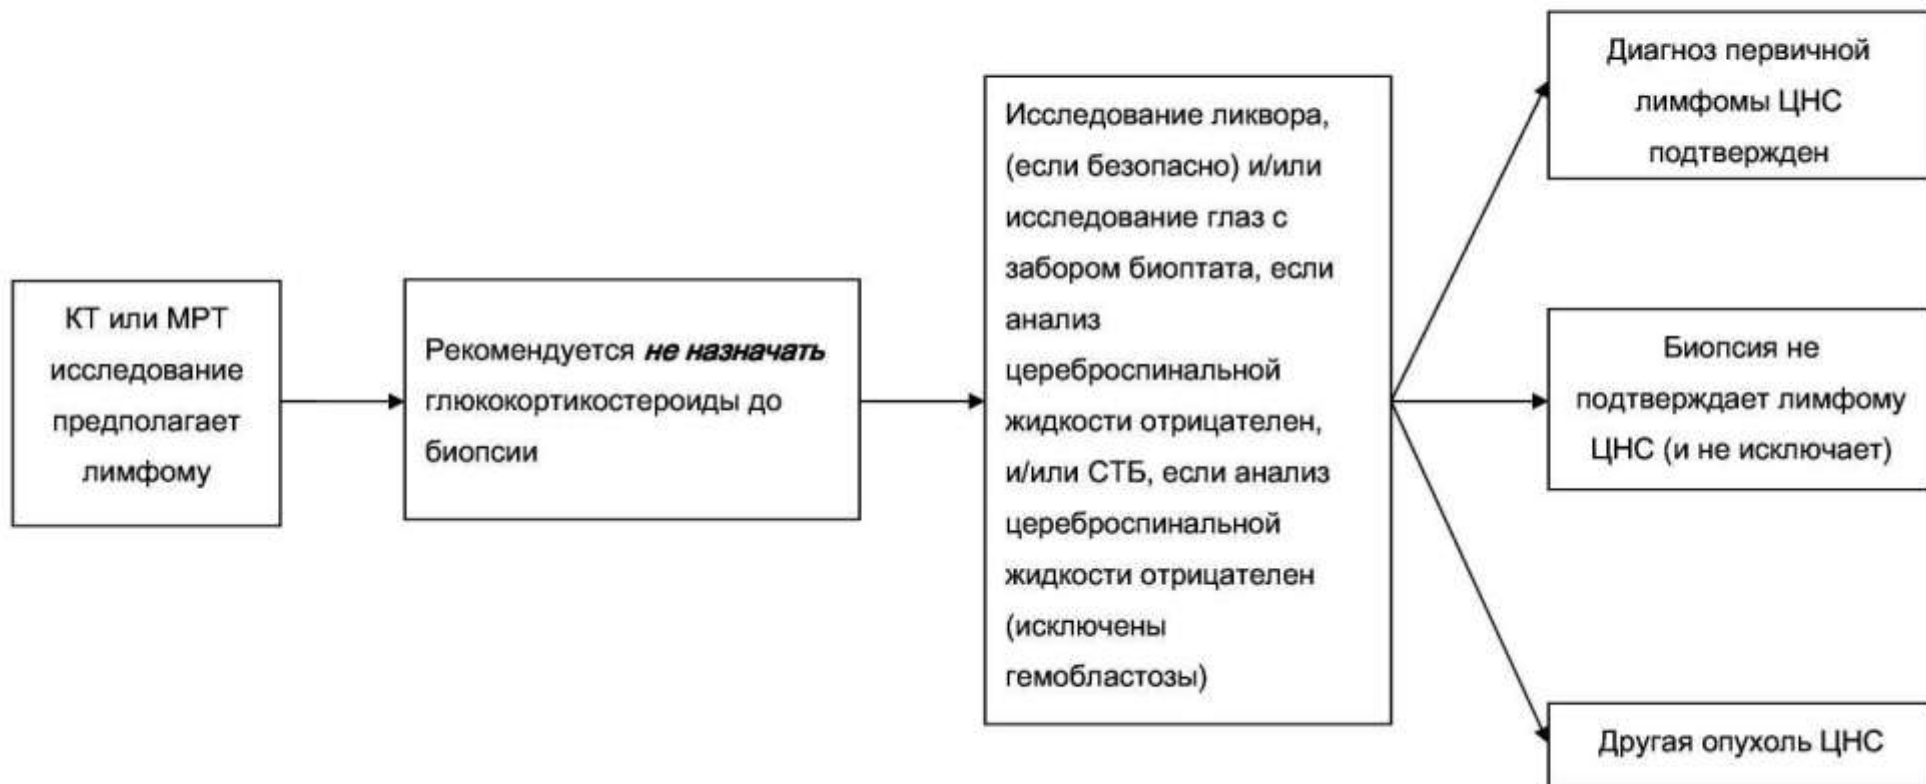 КТ или МРТ
исследование
предполагает
лимфому
Рекомендуется не назначать
глюкокортикостероиды до
биопсии
Исследование ликвора,
(если безопасно) и/или
исследование глаз с
забором биоптата, если
анализ
цереброспинальной
жидкости отрицателен,
и/или СТБ, если анализ
цереброспинальной
жидкости отрицателен
(исключены
гемобластозы)
Диагноз первичной
лимфомы ЦНС
подтвержден
Биопсия не
подтверждает лимфому
ЦНС (и не исключает)
Другая опухоль ЦНС